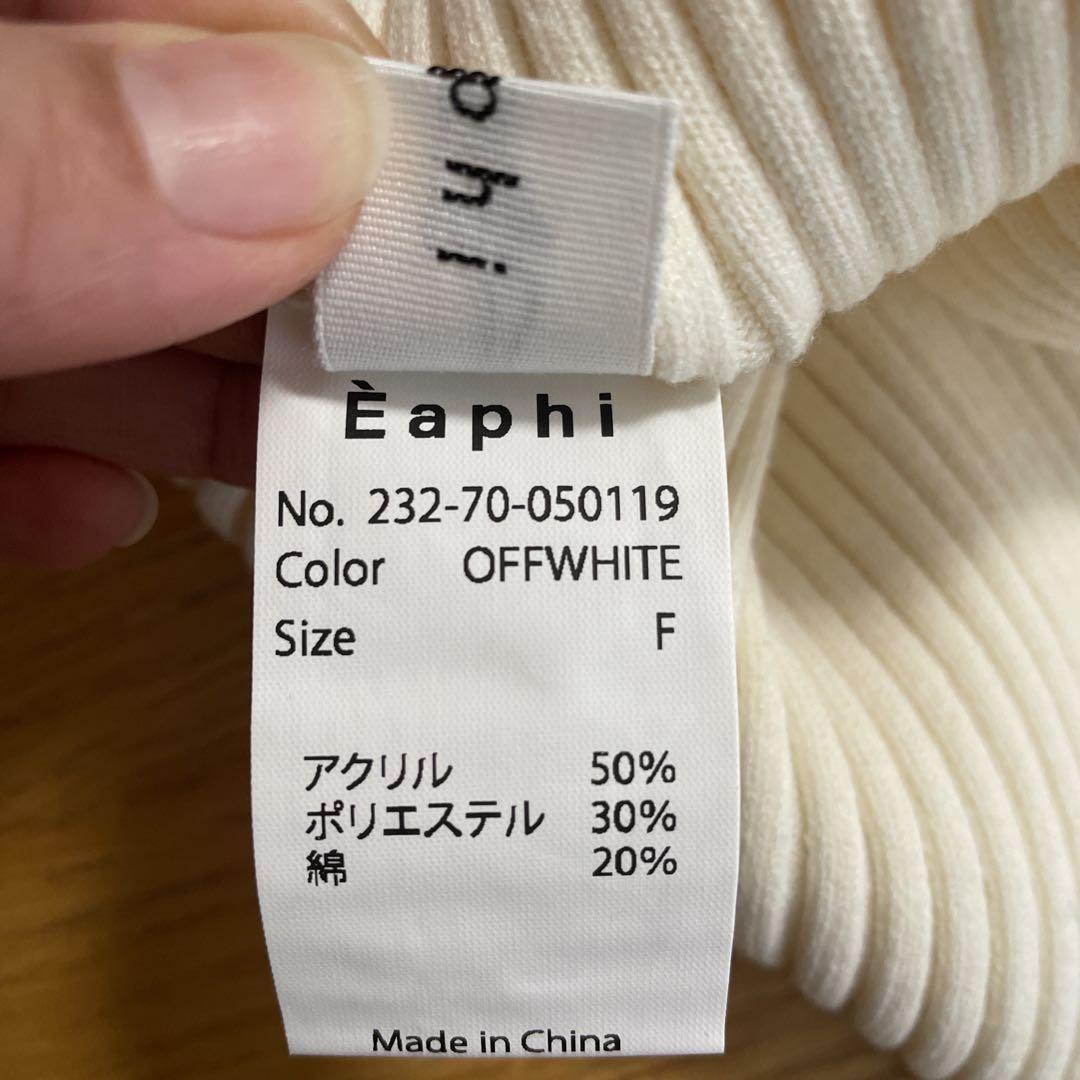 Èaphi
No. 232-70-050119
Color OFFWHITE
Size F
アクリル 50%
ポリエステル 30%
綿 20%
Made in China